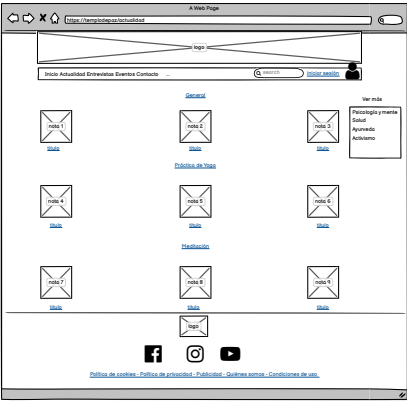 A Web Page
https://templodepaz/actualidad
logo
Inicio Actualidad Entrevistas Eventos Contacto ...
search
Iniciar sesión
General
Ver más
Psicología y mente
Salud
Ayurveda
Activismo
nota 1
nota 2
nota 3
título
título
título
Práctica de Yoga
nota 4
nota 5
nota 6
título
título
título
Meditación
nota 7
nota 8
nota 9
título
título
título
logo
Política de cookies - Política de privacidad - Publicidad - Quiénes somos - Condiciones de uso